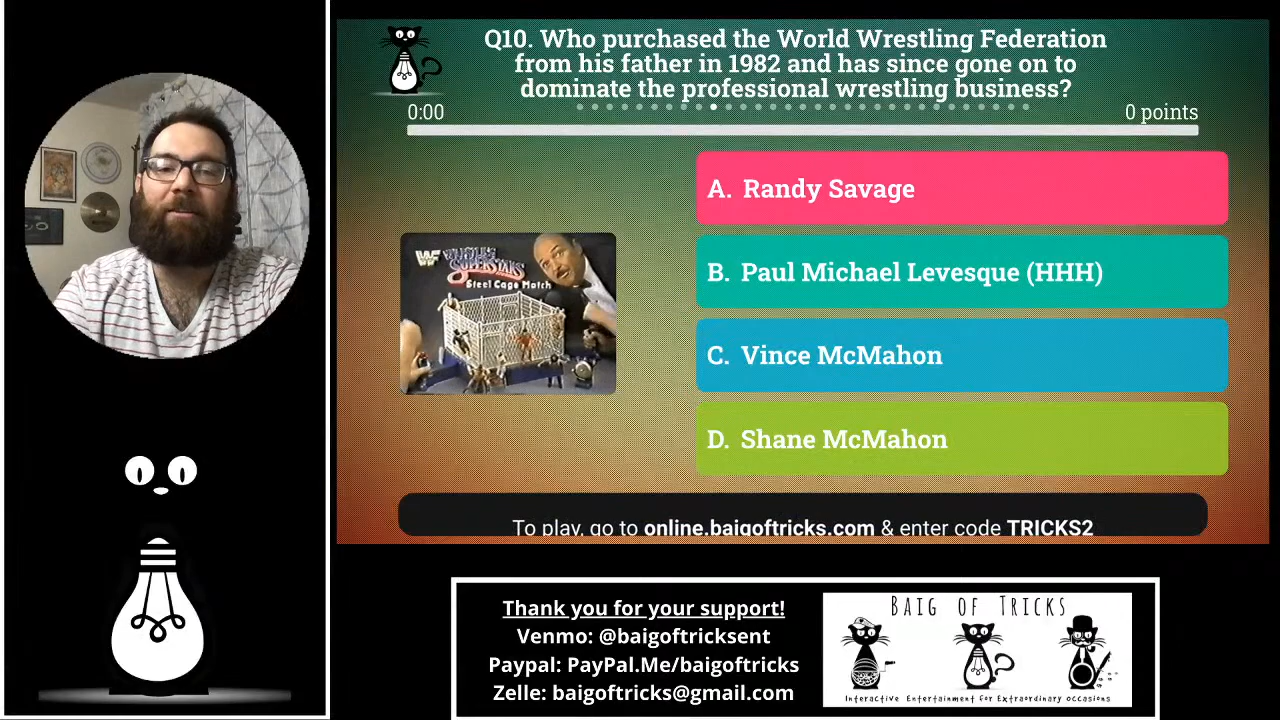 Q10. Who purchased the World Wrestling Federation
from his father in 1982 and has since gone on to
dominate the professional wrestling business?
0:00
0 points
A. Randy Savage
B. Paul Michael Levesque (HHH)
C. Vince McMahon
D. Shane McMahon
SUPERSTARS
Steel Cage Match
To play, go to online.baigoftricks.com & enter code TRICKS2
Thank you for your support!
Venmo: @baigoftricksent
Paypal: PayPal.Me/baigoftricks
Zelle: baigoftricks@gmail.com
BAIG OF TRICKS
Interactive Entertainment for Extraordinary occasions